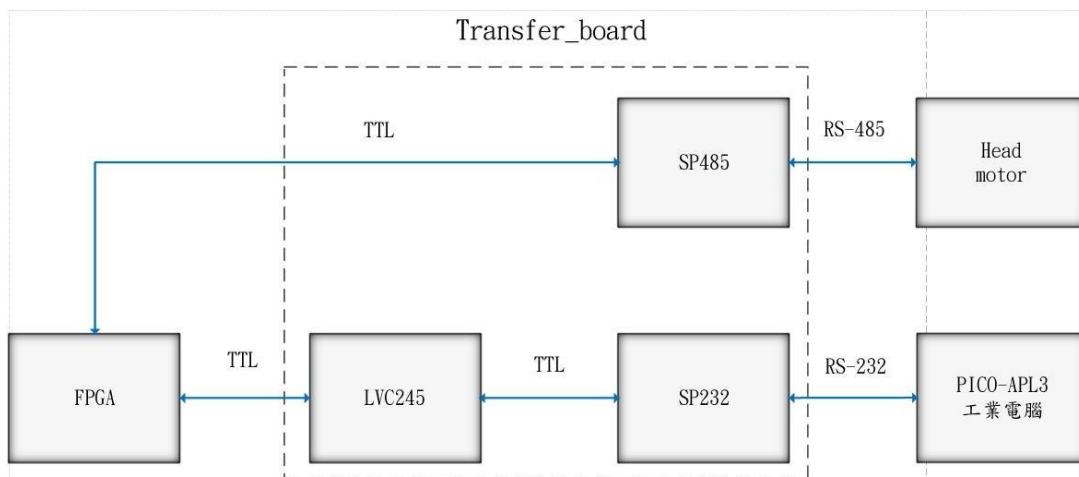 Transfer_board
TTL
SP485
RS-485
Head
motor
FPGA
TTL
LVC245
TTL
SP232
RS-232
PICO-APL3
工業電腦